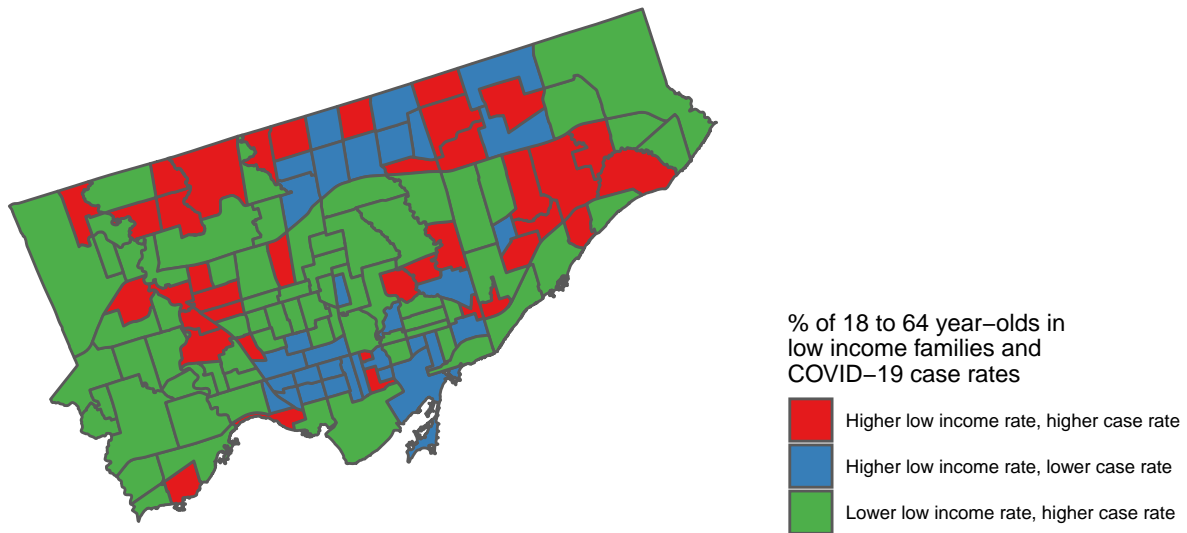 % of 18 to 64 year−olds in
low income families and
COVID−19 case rates
Higher low income rate, higher case rate
Higher low income rate, lower case rate
Lower low income rate, higher case rate